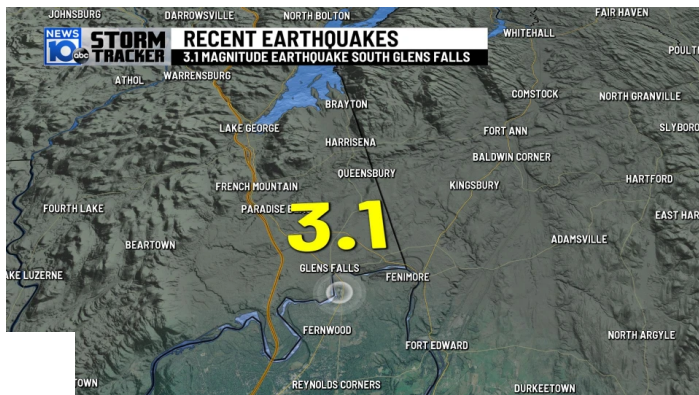 JOHNSBURG
DARROWSVILLE
NORTH BOLTON
FAIR HAVEN
NEWS
10 abc
STORM
TRACKER
RECENT EARTHQUAKES
3.1 MAGNITUDE EARTHQUAKE SOUTH GLENS FALLS
WHITEHALL
POULT
ATHOL
WARRENSBURG
BRAYTON
COMSTOCK
NORTH GRANVILLE
LAKE GEORGE
FORT ANN
SLYBORO
HARRISENA
BALDWIN CORNER
QUEENSBURY
FRENCH MOUNTAIN
KINGSBURY
HARTFORD
FOURTH LAKE
PARADISE B
EAST HAR
3.1
BEARTOWN
ADAMSVILLE
AKE LUZERNE
GLENS FALLS
FENIMORE
FERNWOOD
FORT EDWARD
NORTH ARGYLE
TOWN
REYNOLDS CORNERS
DURKEETOWN